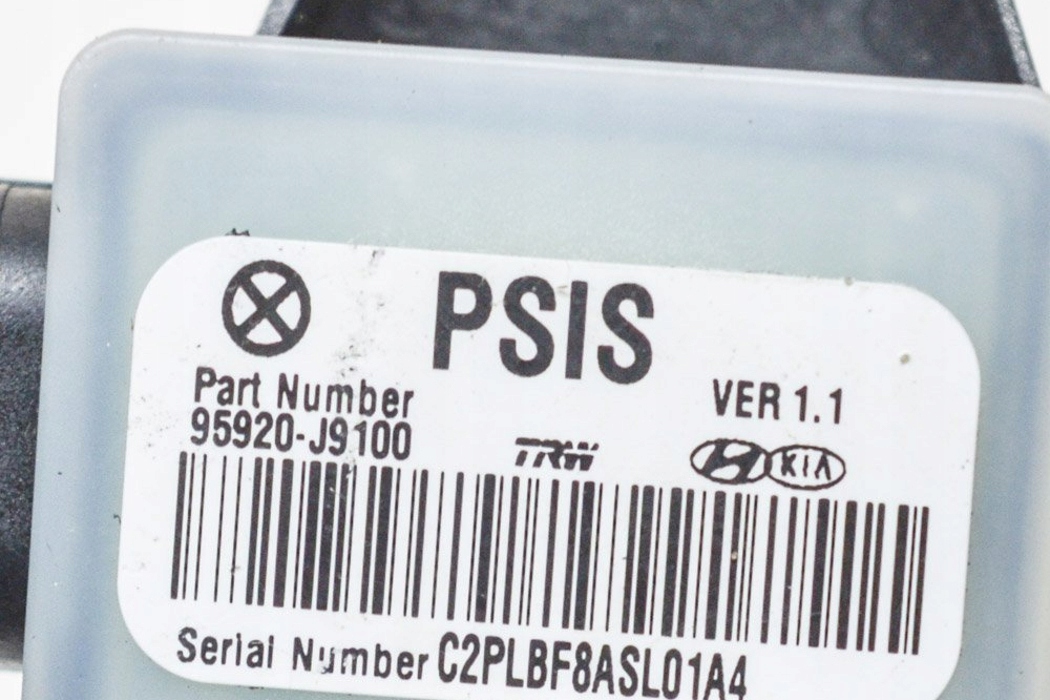 PSIS
Part Number
95920-J9100
VER 1.1
TRW
KIA
Serial Number C2PLBF8ASL01A4